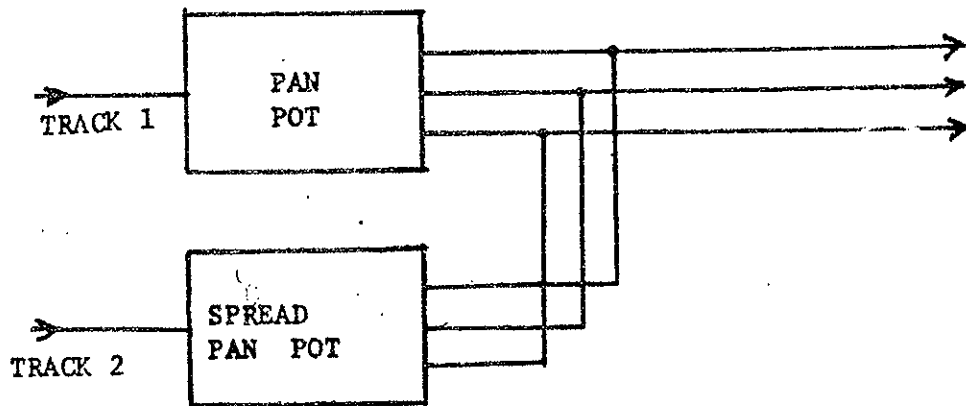 PAN
POT
TRACK 1
SPREAD
PAN POT
TRACK 2